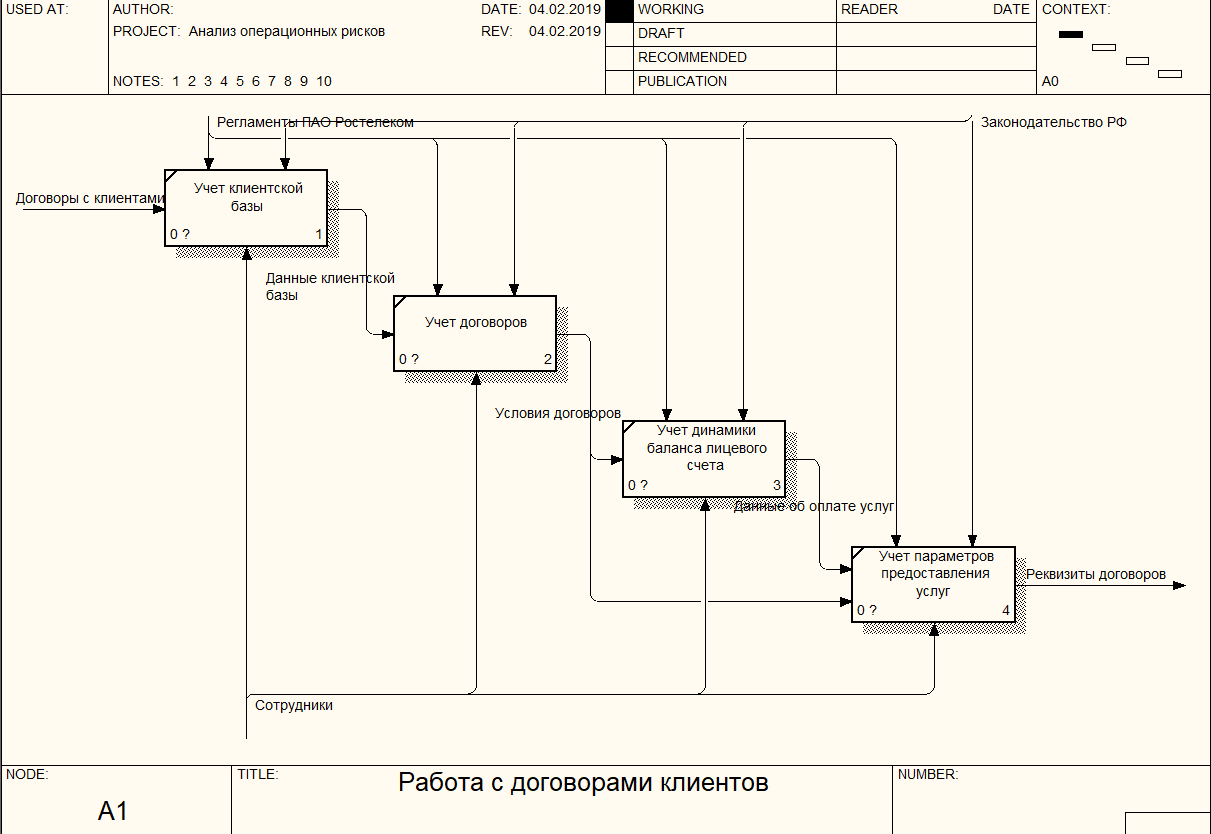 USED AT:
AUTHOR:
DATE: 04.02.2019
PROJECT: Анализ операционных рисков
REV: 04.02.2019
NOTES: 1 2 3 4 5 6 7 8 9 10
WORKING
DRAFT
RECOMMENDED
PUBLICATION
READER DATE
CONTEXT:
A0
Регламенты ПАО Ростелеком
Законодательство РФ
Договоры с клиентами
Учет клиентской
базы
0 ? 1
Данные клиентской
базы
Учет договоров
0 ? 2
Условия договоров
Учет динамики
баланса лицевого
счета
0 ? 3
Данные об оплате услуг
Учет параметров
предоставления
услуг
0 ? 4
Реквизиты договоров
Сотрудники
NODE:
A1
TITLE:
Работа с договорами клиентов
NUMBER: